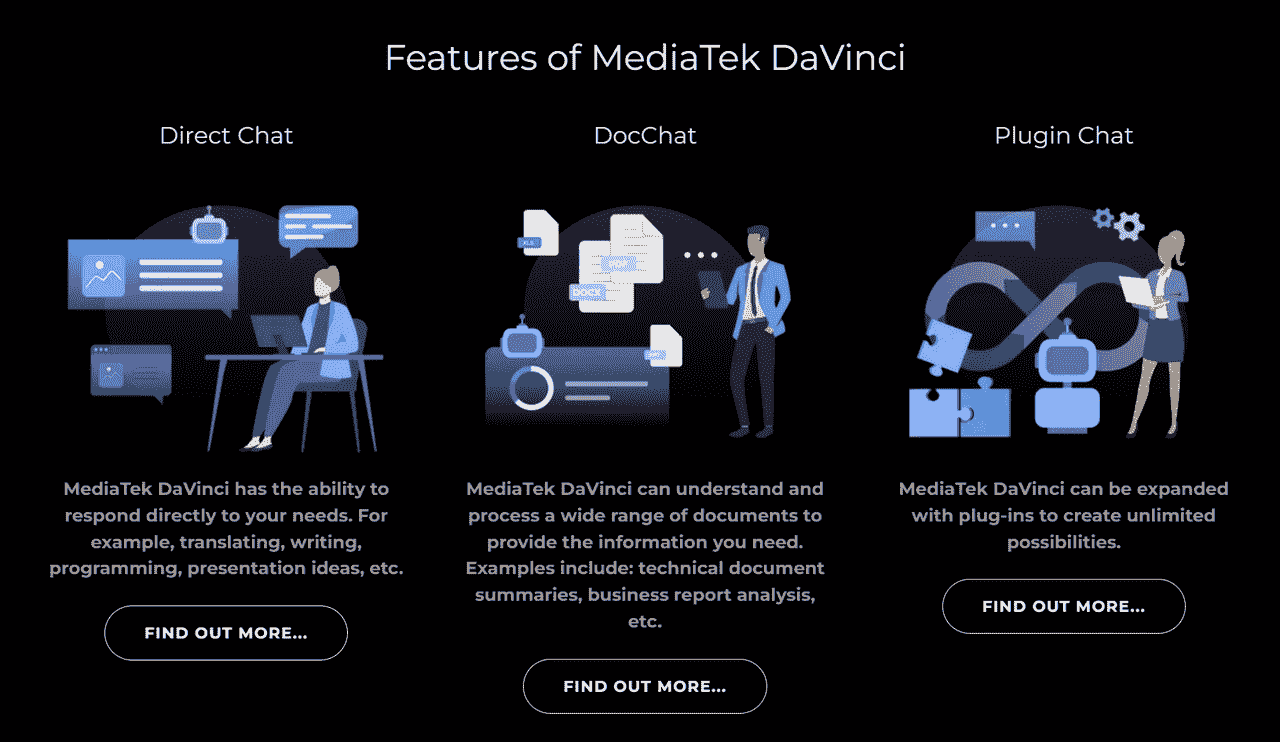 Features of MediaTek DaVinci
Direct Chat
XLS
PDF
DOCX
MediaTek DaVinci has the ability to
respond directly to your needs. For
example, translating, writing,
programming, presentation ideas, etc.
FIND OUT MORE...
DocChat
MediaTek DaVinci can understand and
process a wide range of documents to
provide the information you need.
Examples include: technical document
summaries, business report analysis,
etc.
FIND OUT MORE...
Plugin Chat
MediaTek DaVinci can be expanded
with plug-ins to create unlimited
possibilities.
FIND OUT MORE...